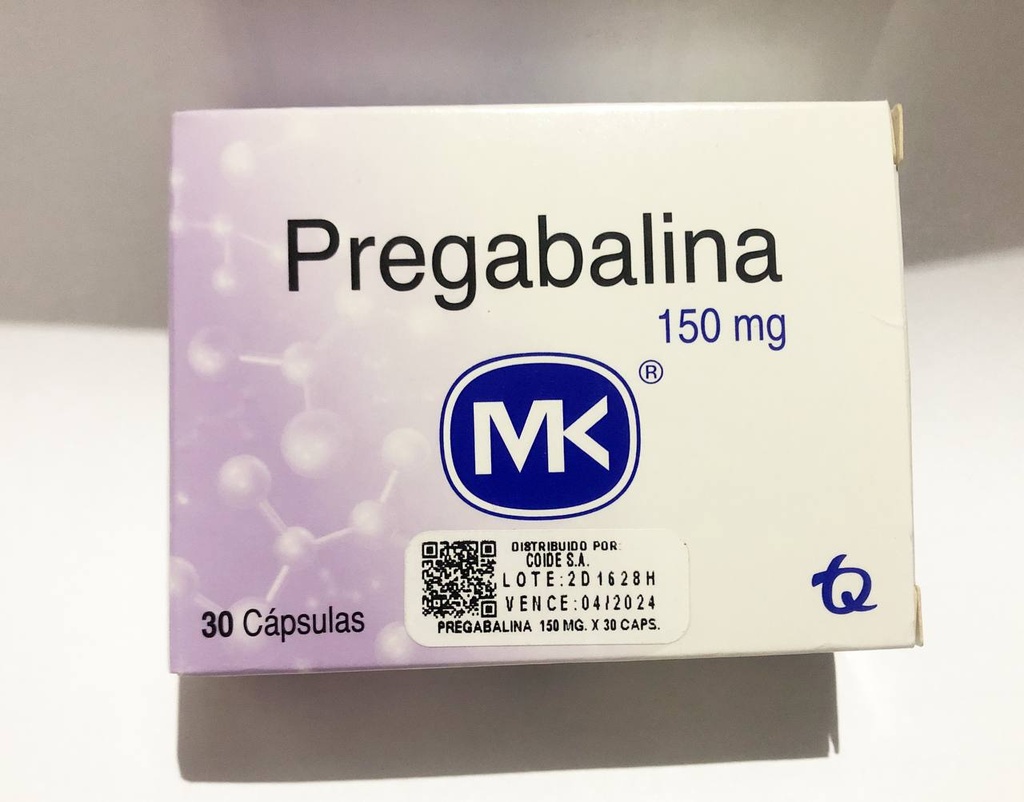 Pregabalina
150 mg
MK®
DISTRIBUIDO POR:
COIDE S.A.
LOTE:2D1628H
VENCE:04/2024
PREGABALINA 150 MG. X 30 CAPS.
30 Cápsulas
TQ